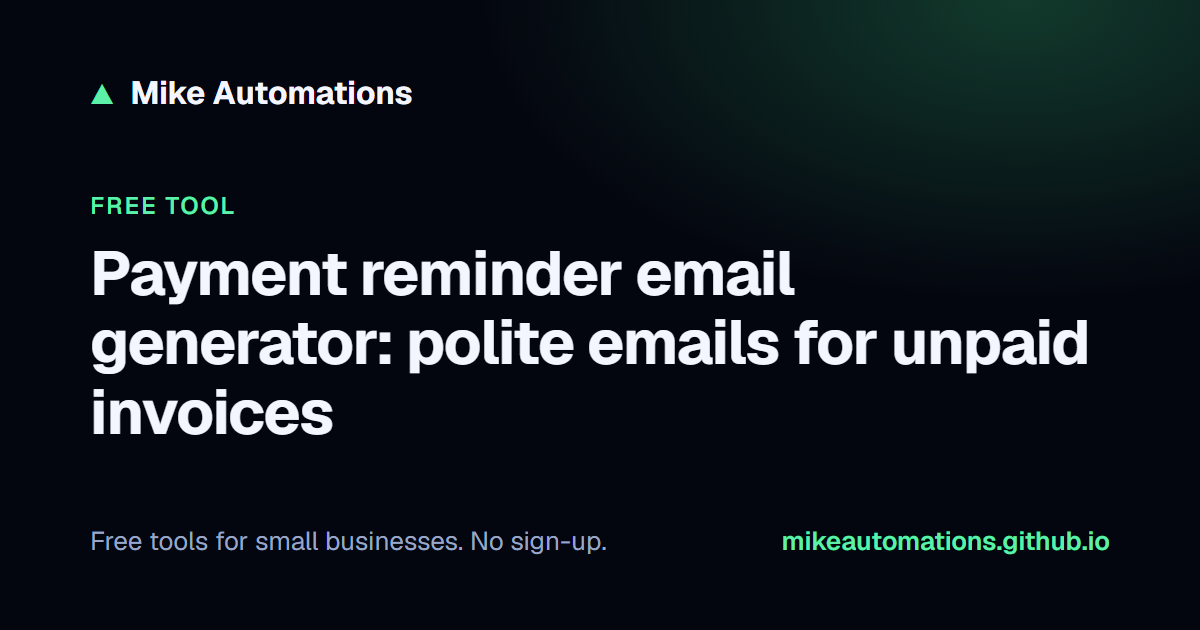 Mike Automations
FREE TOOL
Payment reminder email
generator: polite emails for unpaid
invoices
Free tools for small businesses. No sign-up.
mikeautomations.github.io